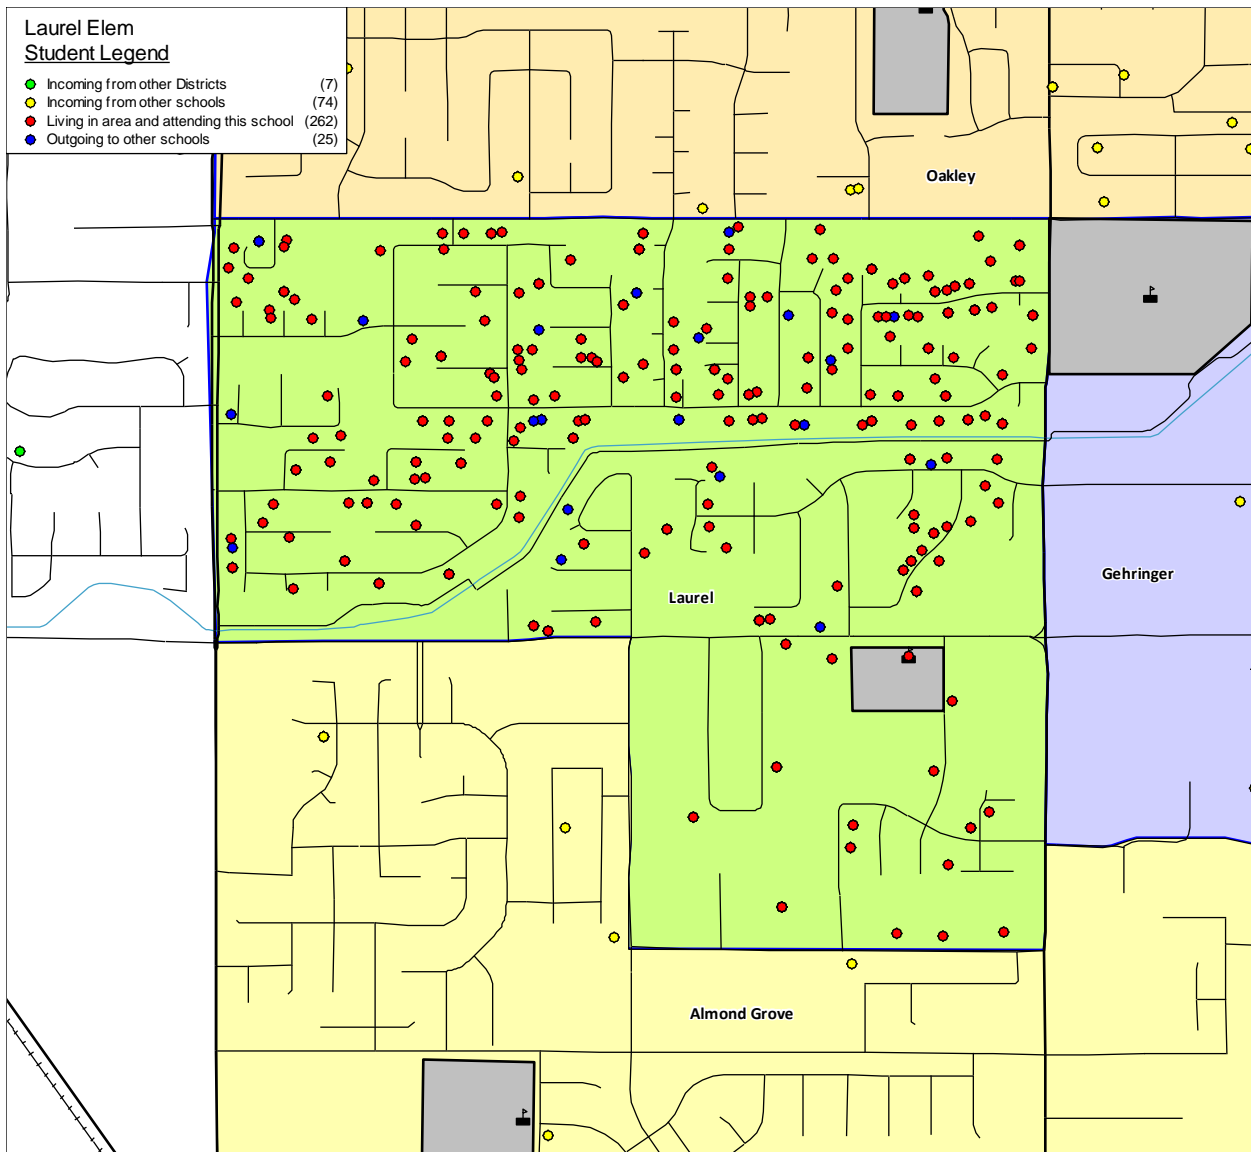 Laurel Elem
Student Legend
Incoming from other Districts (7)
Incoming from other schools (74)
Living in area and attending this school (262)
Outgoing to other schools (25)
Oakley
Gehringer
Laurel
Almond Grove